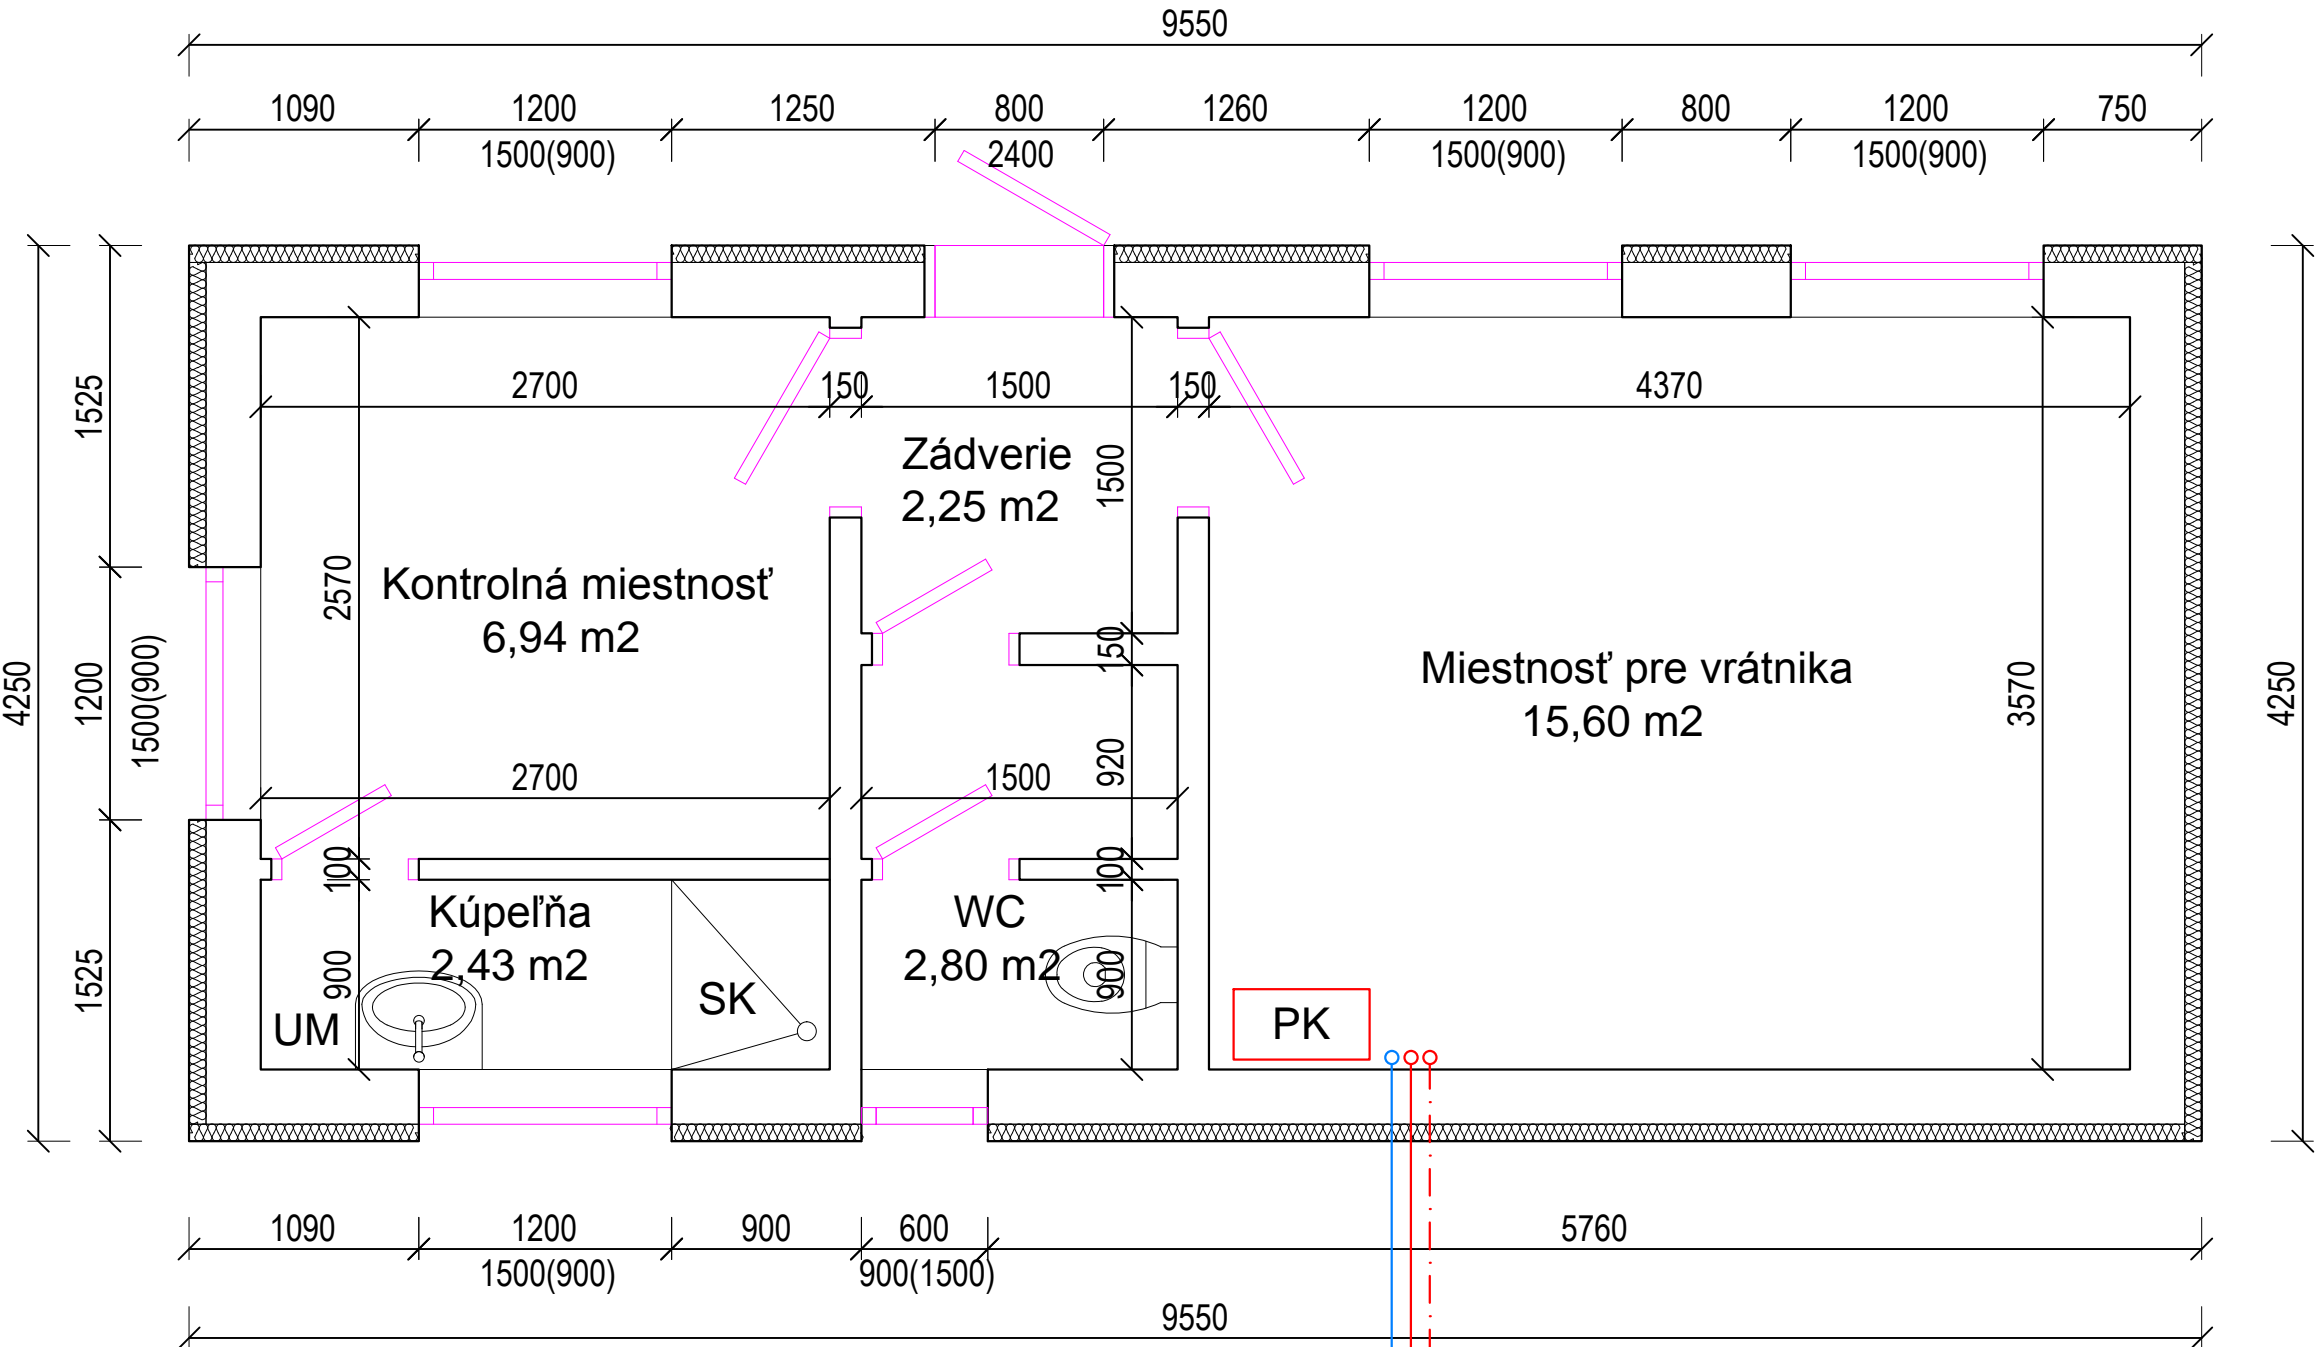 9550
1090 1200 1250 800 1260 1200 800 1200 750
1500(900) 2400 1500(900) 1500(900)
2700 150 1500 150 4370
1525
Zádverie
2,25 m2
1500
Kontrolná miestnosť
6,94 m2
2570
150
Miestnosť pre vrátnika
15,60 m2
3570
4250
1200
1500(900)
4250
2700 1500
920
100
100
Kúpeľňa
2,43 m2
WC
2,80 m2
1525
900
900
UM
SK
PK
1090 1200 900 600 5760
1500(900) 900(1500)
9550